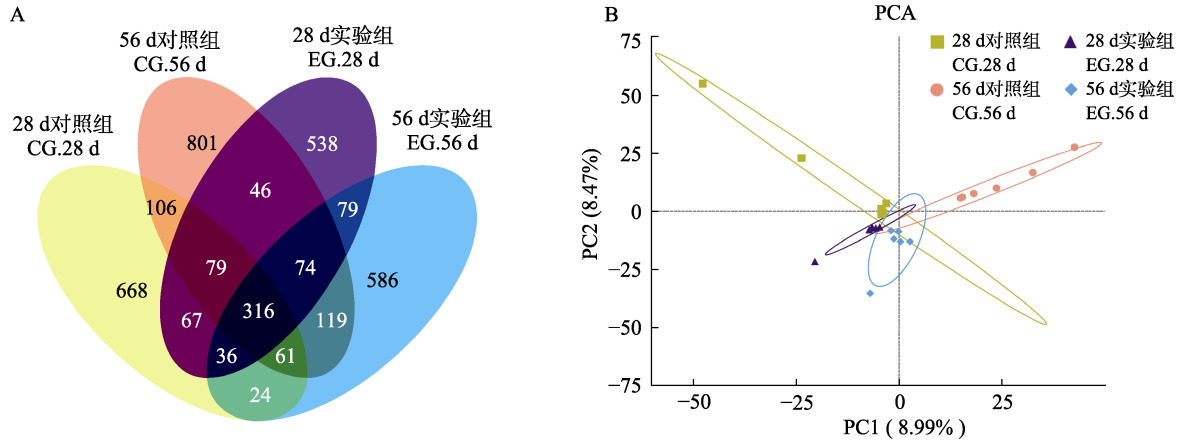 A
56 d对照组
CG.56 d
28 d实验组
EG.28 d
28 d对照组
CG.28 d
56 d实验组
EG.56 d
801
538
46
106
79
79
74
668
586
316
67
119
36
61
24
B
PCA
28 d对照组
CG.28 d
28 d实验组
EG.28 d
56 d对照组
CG.56 d
56 d实验组
EG.56 d
75
50
25
0
−25
−50
−75
PC2 (8.47%)
−50
−25
0
25
PC1 ( 8.99% )